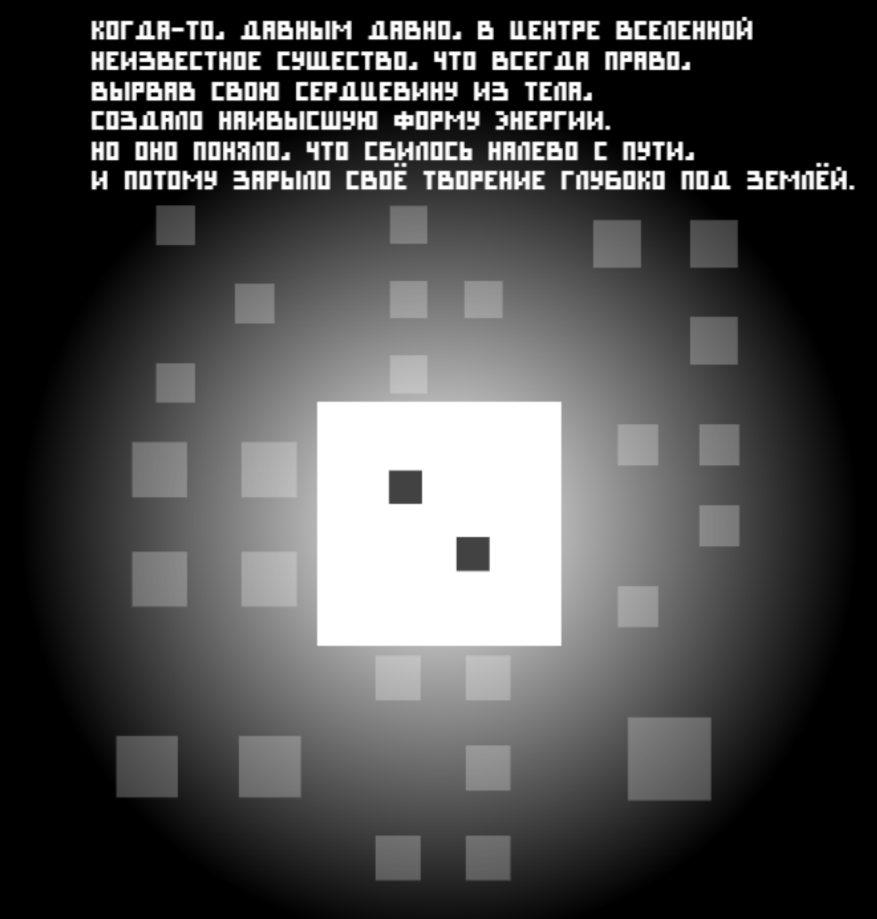 КОГДА-ТО, ДАВНЫМ ДАВНО, В ЦЕНТРЕ ВСЕЛЕННОЙ
НЕИЗВЕСТНОЕ СУЩЕСТВО, ЧТО ВСЕГДА ПРАВО,
ВЫРВАВ СВОЮ СЕРДЦЕВИНУ ИЗ ТЕЛА,
СОЗДАЛО НАИВЫСШУЮ ФОРМУ ЭНЕРГИИ.
НО ОНО ПОНЯЛО, ЧТО СБИЛОСЬ НАЛЕВО С ПУТИ,
И ПОТОМУ ЗАРЫЛО СВОЁ ТВОРЕНИЕ ГЛУБОКО ПОД ЗЕМЛЁЙ.